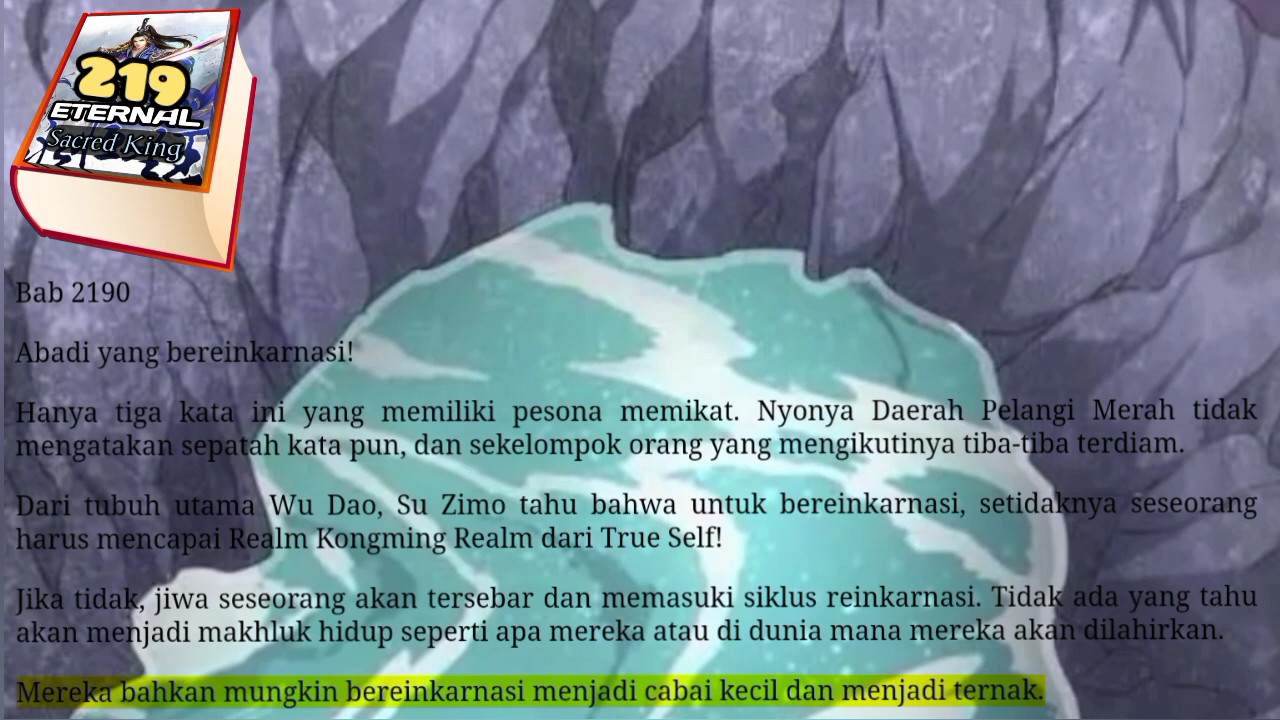 219
ETERNAL
Sacred King
Bab 2190
Abadi yang bereinkarnasi!
Hanya tiga kata ini yang memiliki pesona memikat. Nyonya Daerah Pelangi Merah tidak
mengatakan sepatah kata pun, dan sekelompok orang yang mengikutinya tiba-tiba terdiam.
Dari tubuh utama Wu Dao, Su Zimo tahu bahwa untuk bereinkarnasi, setidaknya seseorang
harus mencapai Realm Kongming Realm dari True Self!
Jika tidak, jiwa seseorang akan tersebar dan memasuki siklus reinkarnasi. Tidak ada yang tahu
akan menjadi makhluk hidup seperti apa mereka atau di dunia mana mereka akan dilahirkan.
Mereka bahkan mungkin bereinkarnasi menjadi cabai kecil dan menjadi ternak.